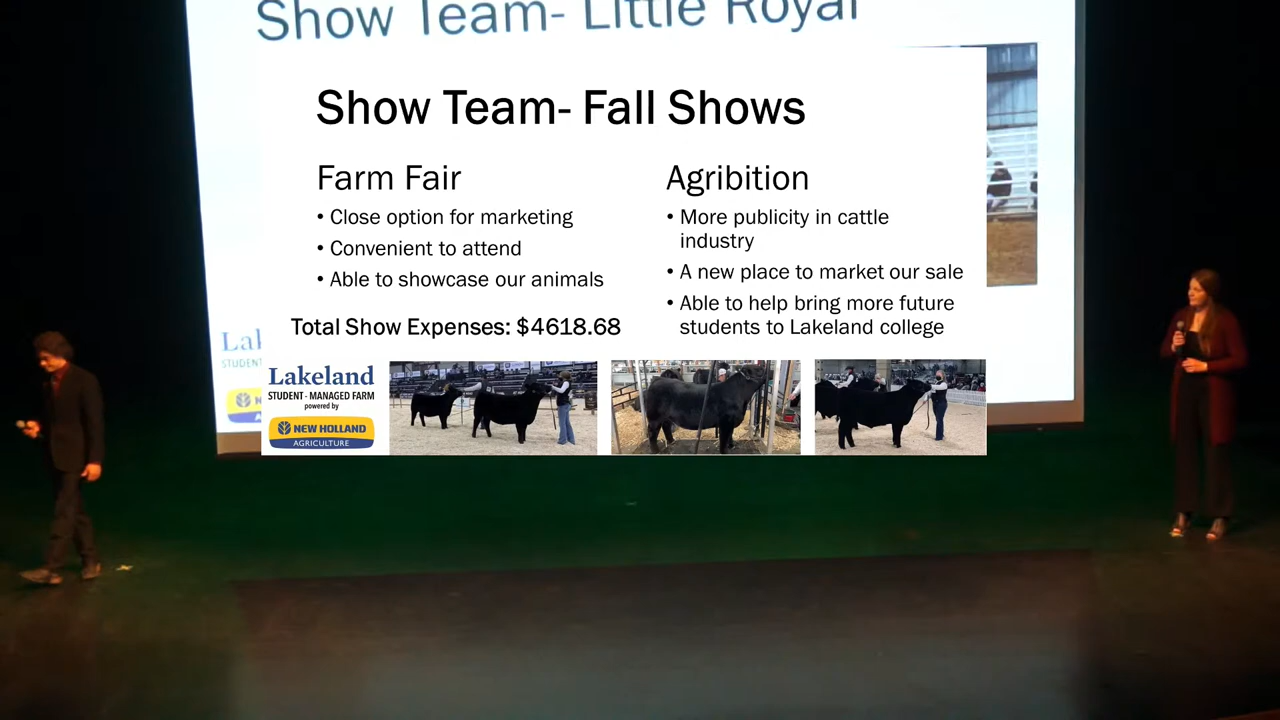 Show Team- Little Royal
Show Team- Fall Shows
Farm Fair
• Close option for marketing
• Convenient to attend
• Able to showcase our animals
Total Show Expenses: $4618.68
Agribition
• More publicity in cattle
industry
• A new place to market our sale
• Able to help bring more future
students to Lakeland college
Lakeland
STUDENT-MANAGED FARM
powered by
NEW HOLLAND
AGRICULTURE
Lakel
STUDENT